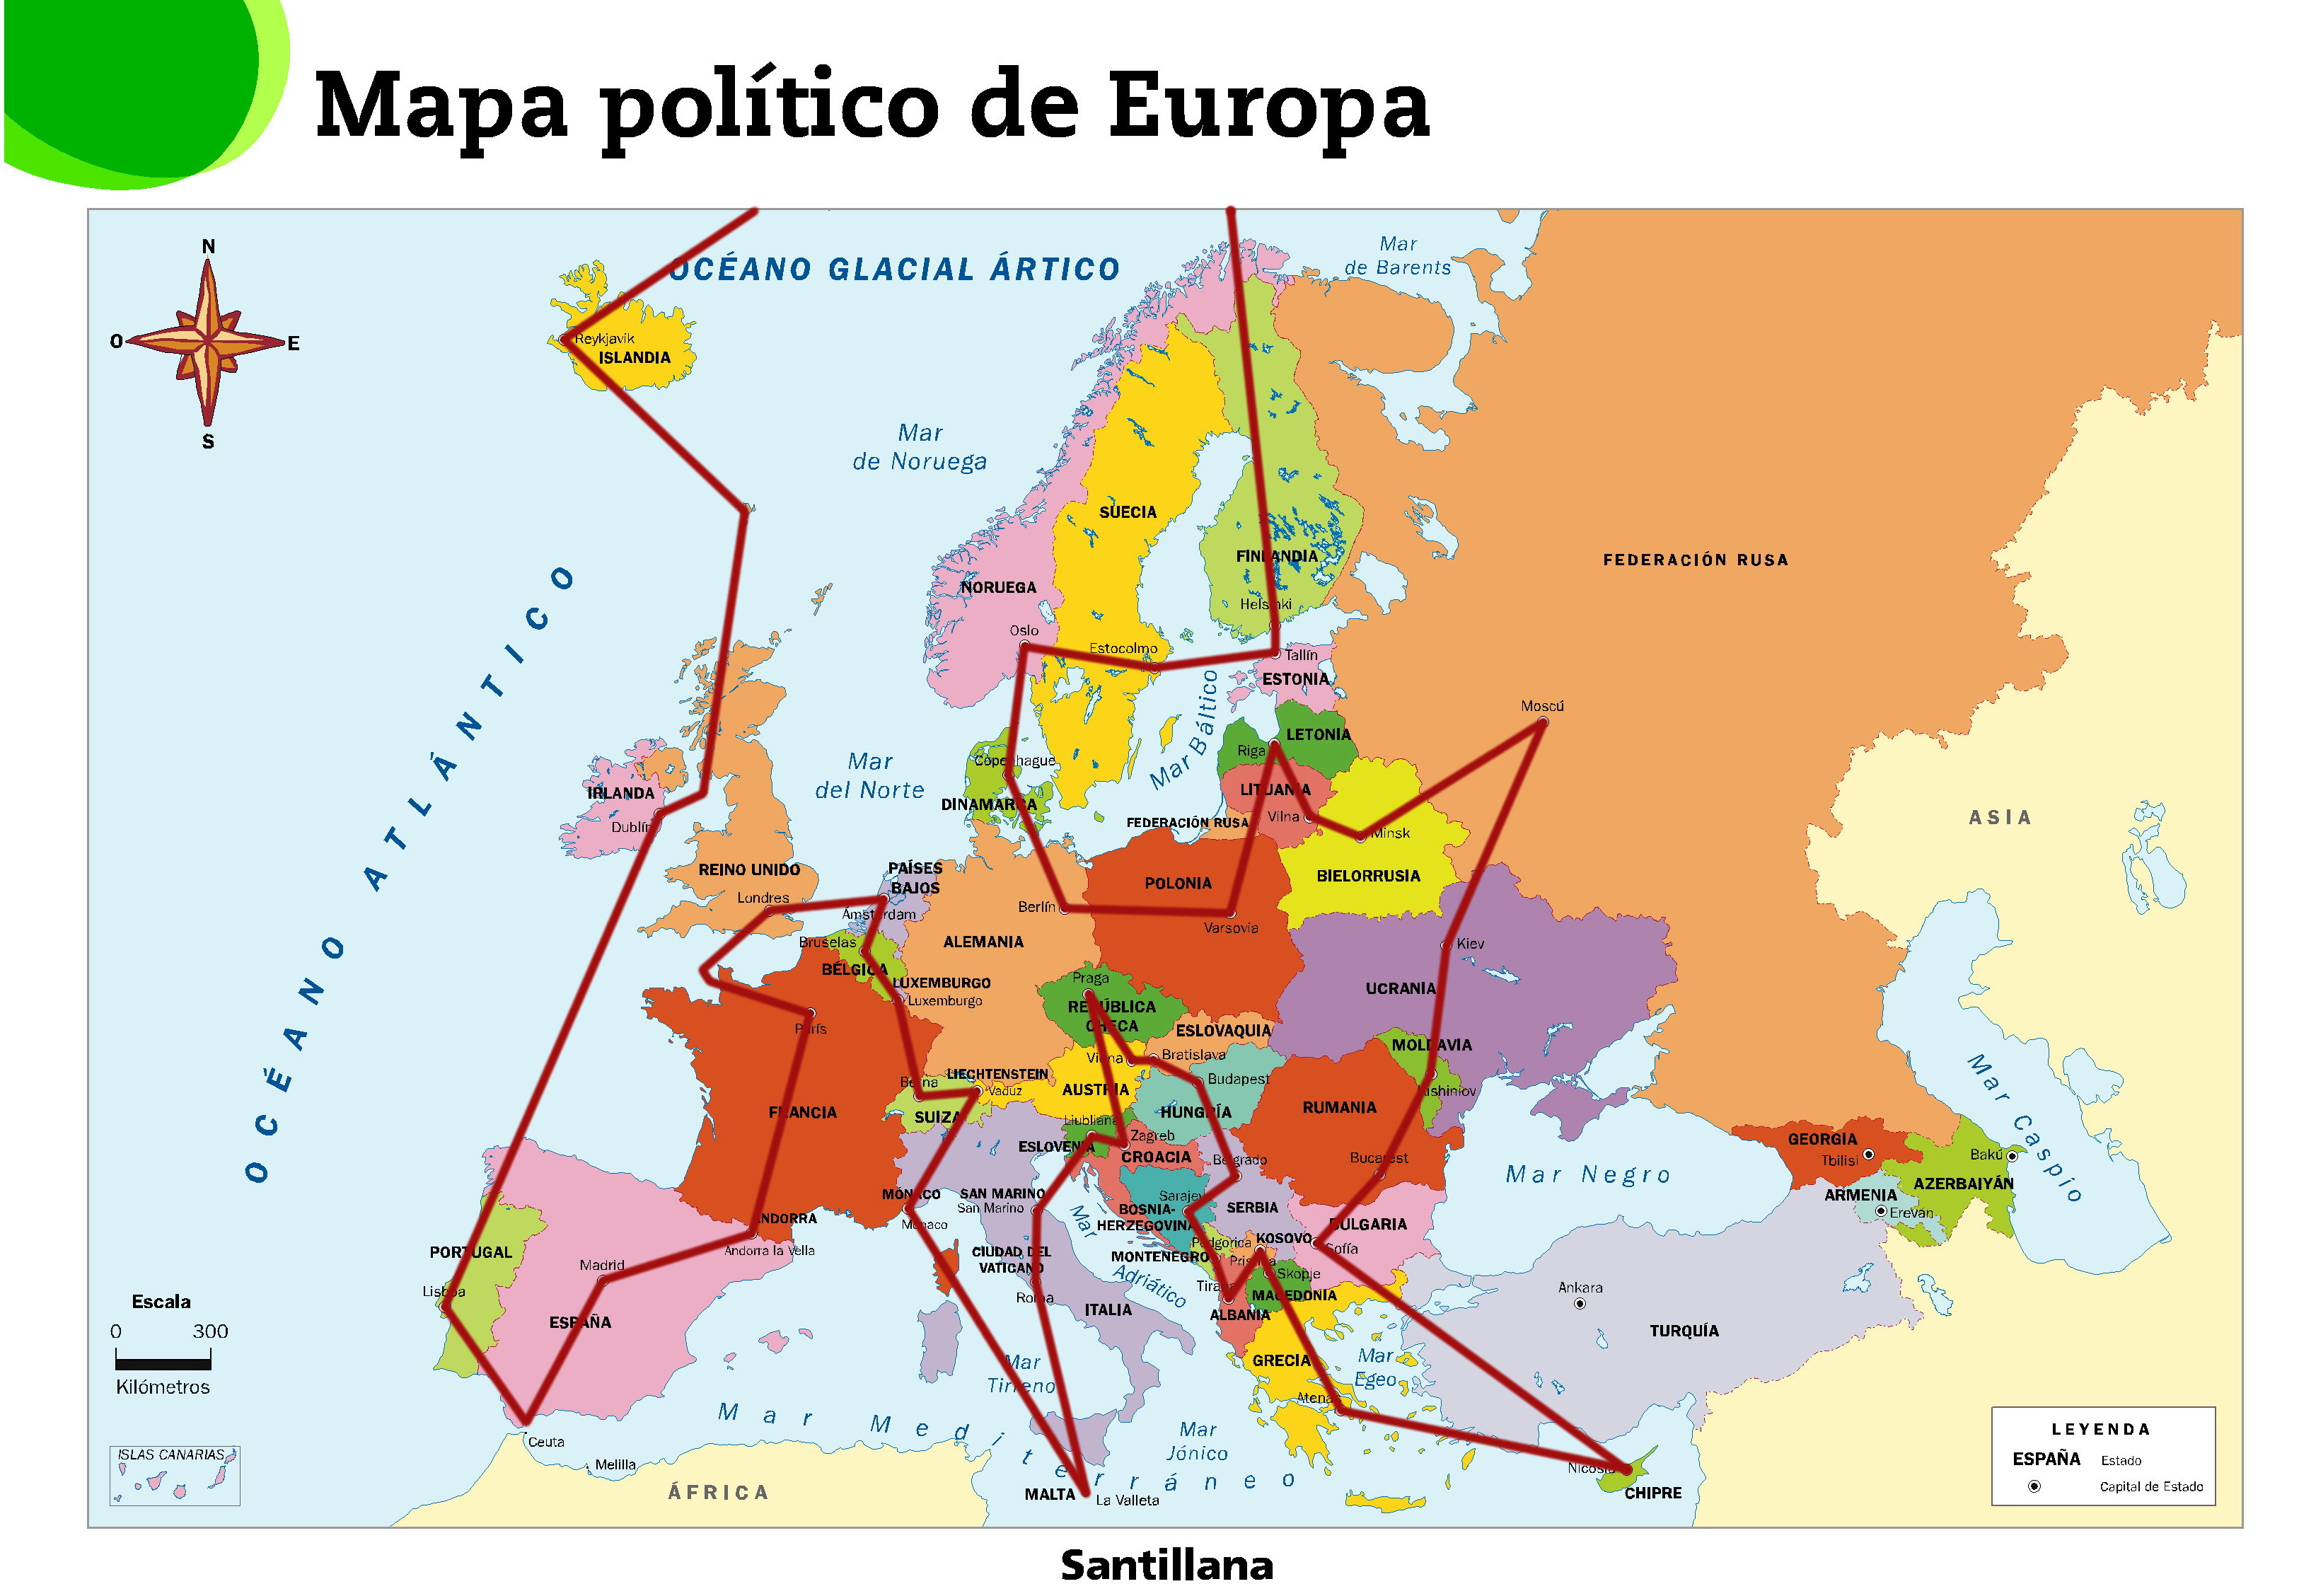 Mapa político de Europa
N
O
E
S
OCÉANO GLACIAL ÁRTICO
Mar
de Barents
Reykjavik
ISLANDIA
Mar
de Noruega
SUECIA
FINLANDIA
FEDERACIÓN RUSA
NORUEGA
Helsinki
Oslo
Estocolmo
Tallín
ESTONIA
OCÉANO ATLÁNTICO
Moscú
Mar Báltico
LETONIA
Riga
Mar
del Norte
Copenhague
IRLANDA
LITUANIA
DINAMARCA
Dublín
FEDERACIÓN RUSA
Vilna
Minsk
ASIA
REINO UNIDO
PAÍSES
BAJOS
POLONIA
BIELORRUSIA
Londres
Amsterdam
Berlín
Varsovia
Bruselas
ALEMANIA
Kiev
BÉLGICA
LUXEMBURGO
Luxemburgo
Praga
REPÚBLICA
CHECA
UCRANIA
París
ESLOVAQUIA
MOLDAVIA
Viena
Bratislava
LIECHTENSTEIN
Vaduz
Berna
AUSTRIA
Budapest
Kishiniov
SUIZA
HUNGRÍA
RUMANIA
FRANCIA
Liubliana
Zagreb
ESLOVENIA
CROACIA
Belgrado
Bucarest
Mar Negro
GEORGIA
Tbilisi
Bakú
Mar Caspio
AZERBAIYÁN
ARMENIA
Erevan
MÓNACO
Mónaco
SAN MARINO
San Marino
Sarajevo
BOSNIA-
HERZEGOVINA
SERBIA
BULGARIA
Mar
Adriático
ANDORRA
Andorra la Vella
PORTUGAL
CIUDAD DEL
VATICANO
MONTENEGRO
Podgorica
KOSOVO
Pristina
Sofía
Madrid
Skopje
Lisboa
Roma
ITALIA
Tirana
MACEDONIA
ALBANIA
Ankara
TURQUÍA
ESPAÑA
Escala
0 300
Kilómetros
Mar
Tirreno
GRECIA
Mar
Egeo
Atenas
Mar Mediterráneo
Mar
Jónico
Ceuta
Melilla
ISLAS CANARIAS
ÁFRICA
MALTA
La Valleta
Nicosia
CHIPRE
LEYENDA
ESPAÑA Estado
Capital de Estado
Santillana